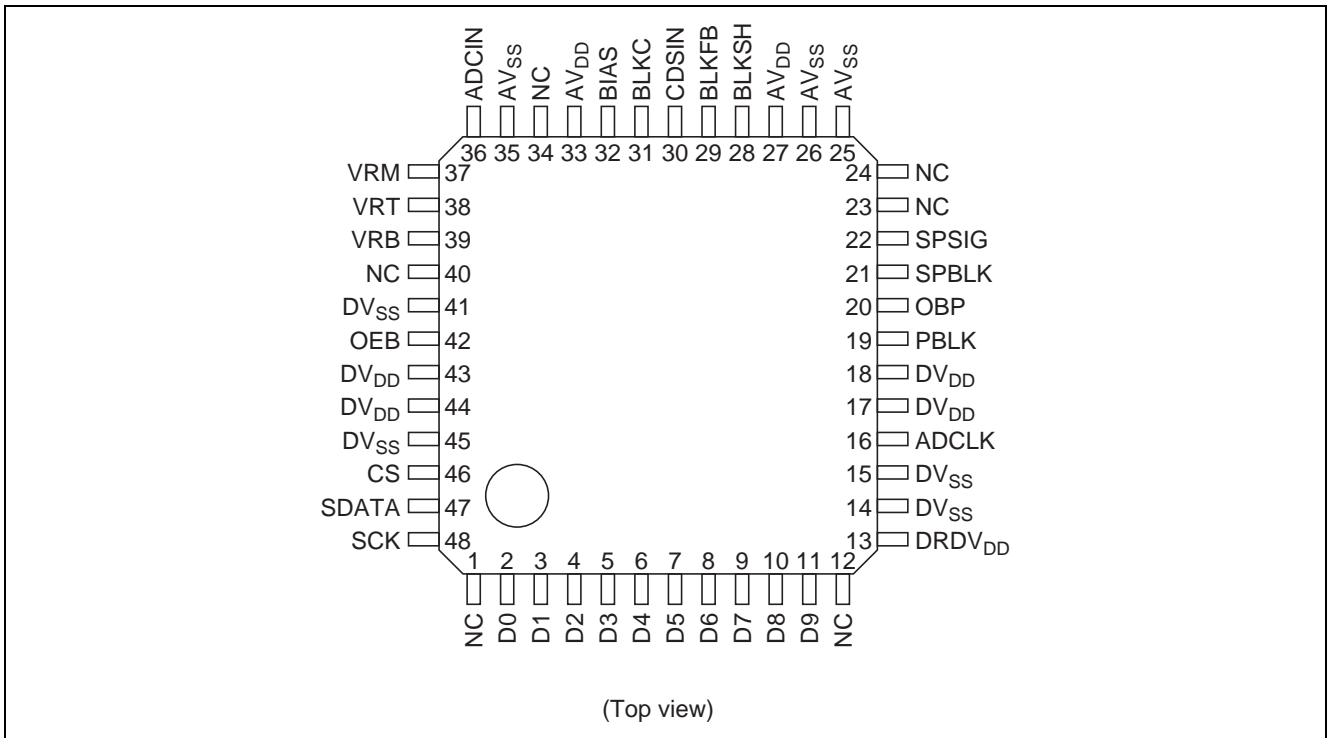 ADCIN AVSS NC AVDD BIAS BLKC CDSIN BLKFB BLKSH AVDD AVSS AVSS
36 35 34 33 32 31 30 29 28 27 26 25
VRM 37 24 NC
VRT 38 23 NC
VRB 39 22 SPSIG
NC 40 21 SPBLK
DVSS 41 20 OBP
OEB 42 19 PBLK
DVDD 43 18 DVDD
DVDD 44 17 DVDD
DVSS 45 16 ADCLK
CS 46 15 DVSS
SDATA 47 14 DVSS
SCK 48 13 DRDVDD
1 2 3 4 5 6 7 8 9 10 11 12
NC D0 D1 D2 D3 D4 D5 D6 D7 D8 D9 NC
(Top view)